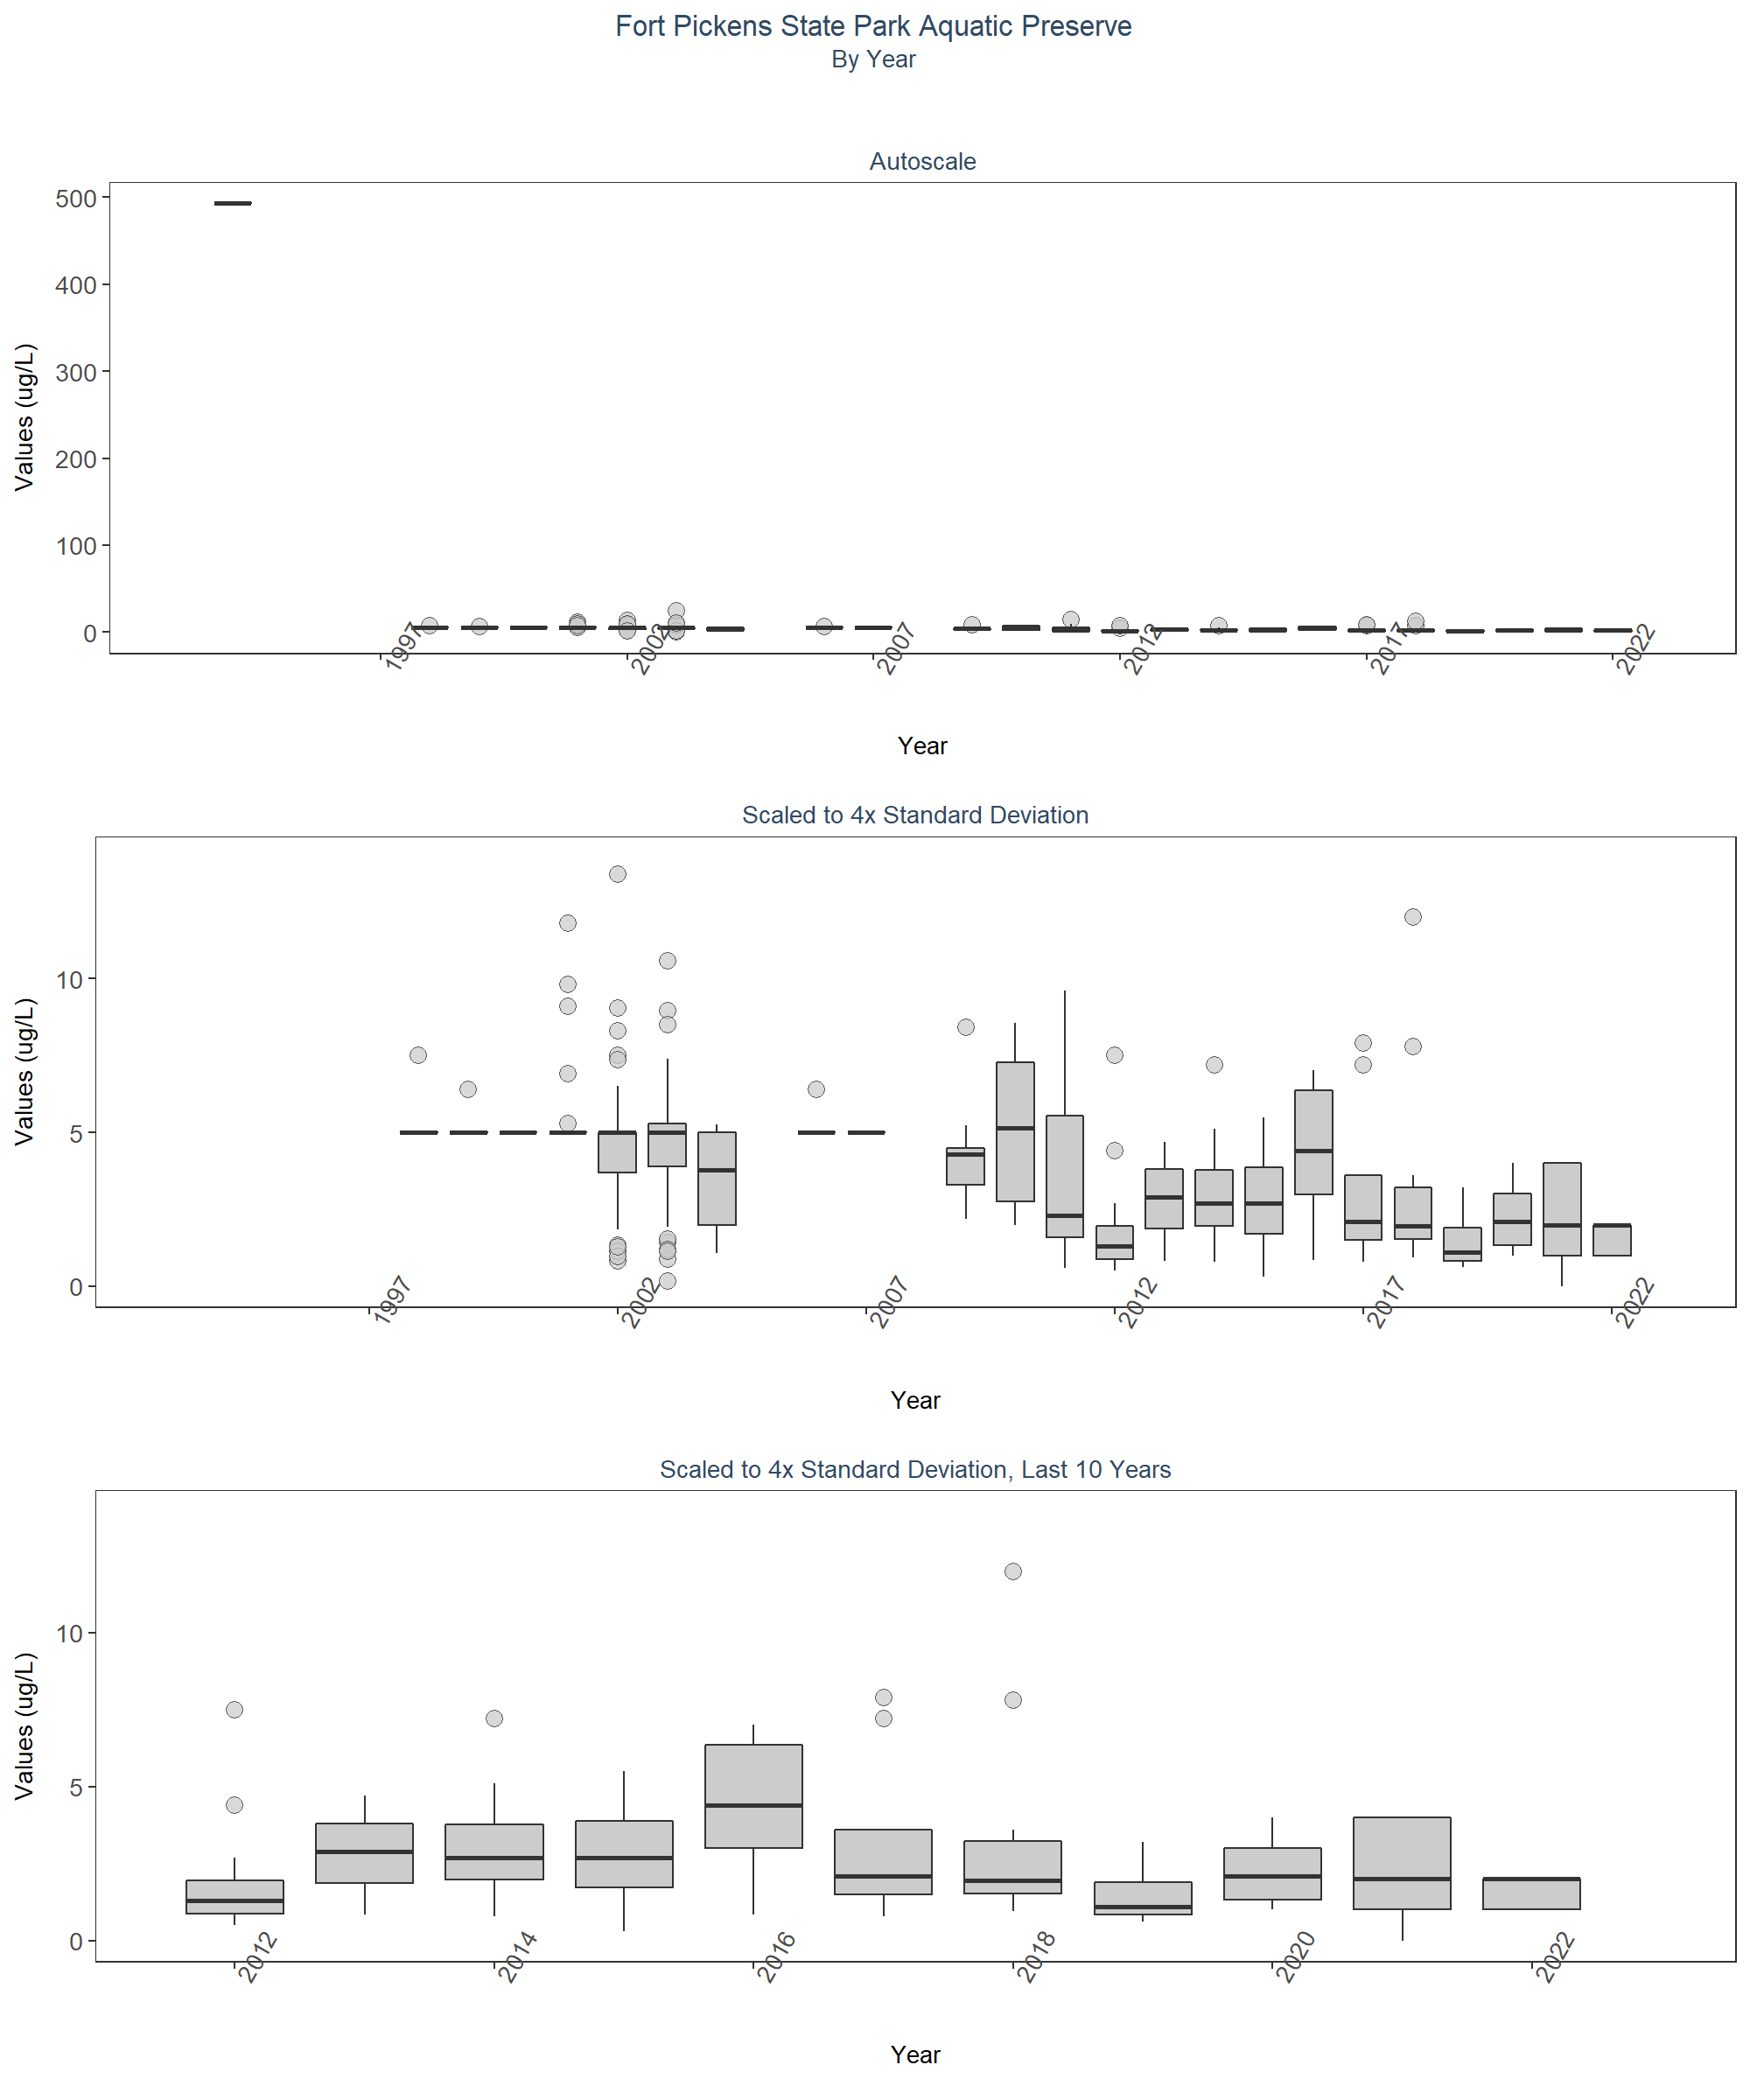 Fort Pickens State Park Aquatic Preserve
By Year
Autoscale
Values (ug/L)
500
400
300
200
100
0
1997
2002
2007
2012
2017
2022
Year
Scaled to 4x Standard Deviation
Values (ug/L)
10
5
0
1997
2002
2007
2012
2017
2022
Year
Scaled to 4x Standard Deviation, Last 10 Years
Values (ug/L)
10
5
0
2012
2014
2016
2018
2020
2022
Year